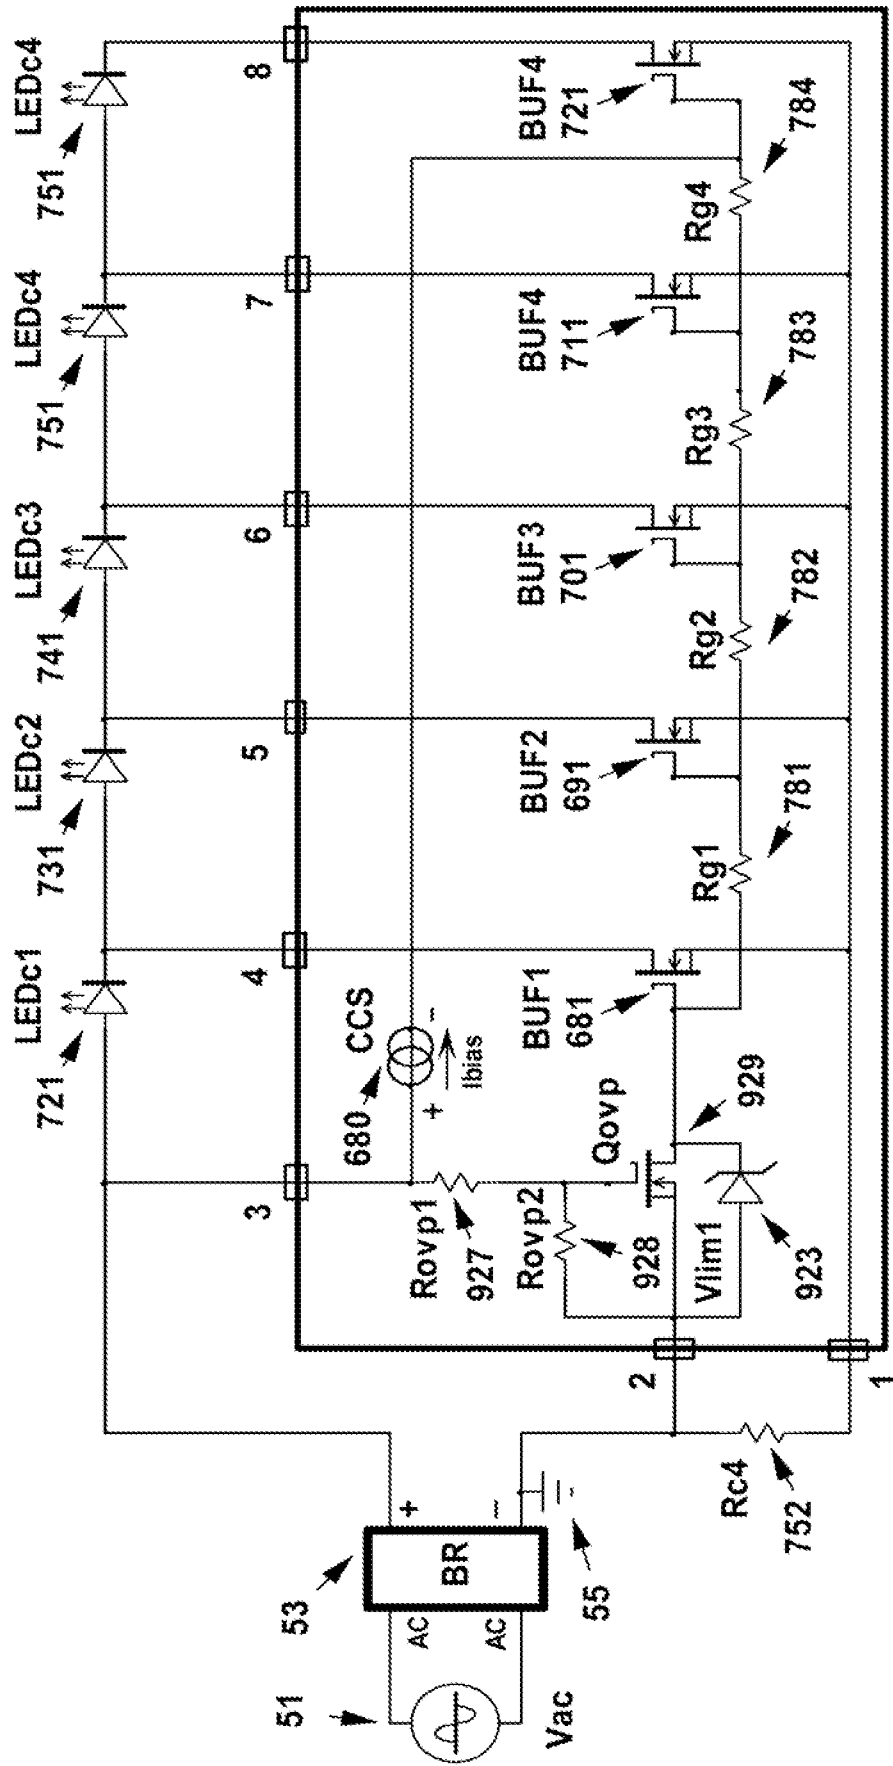 LEDc1
721
LEDc2
731
LEDc3
741
LEDc4
751
LEDc4
751
3
4
5
6
7
8
680
CCS
+
-
Ibias
Rovp1
927
Rovp2
928
Qovp
929
Vlim1
923
BUF1
681
BUF2
691
BUF3
701
BUF4
711
BUF4
721
Rg1
781
Rg2
782
Rg3
783
Rg4
784
2
1
51
Vac
53
AC
AC
BR
+
-
55
Rc4
752